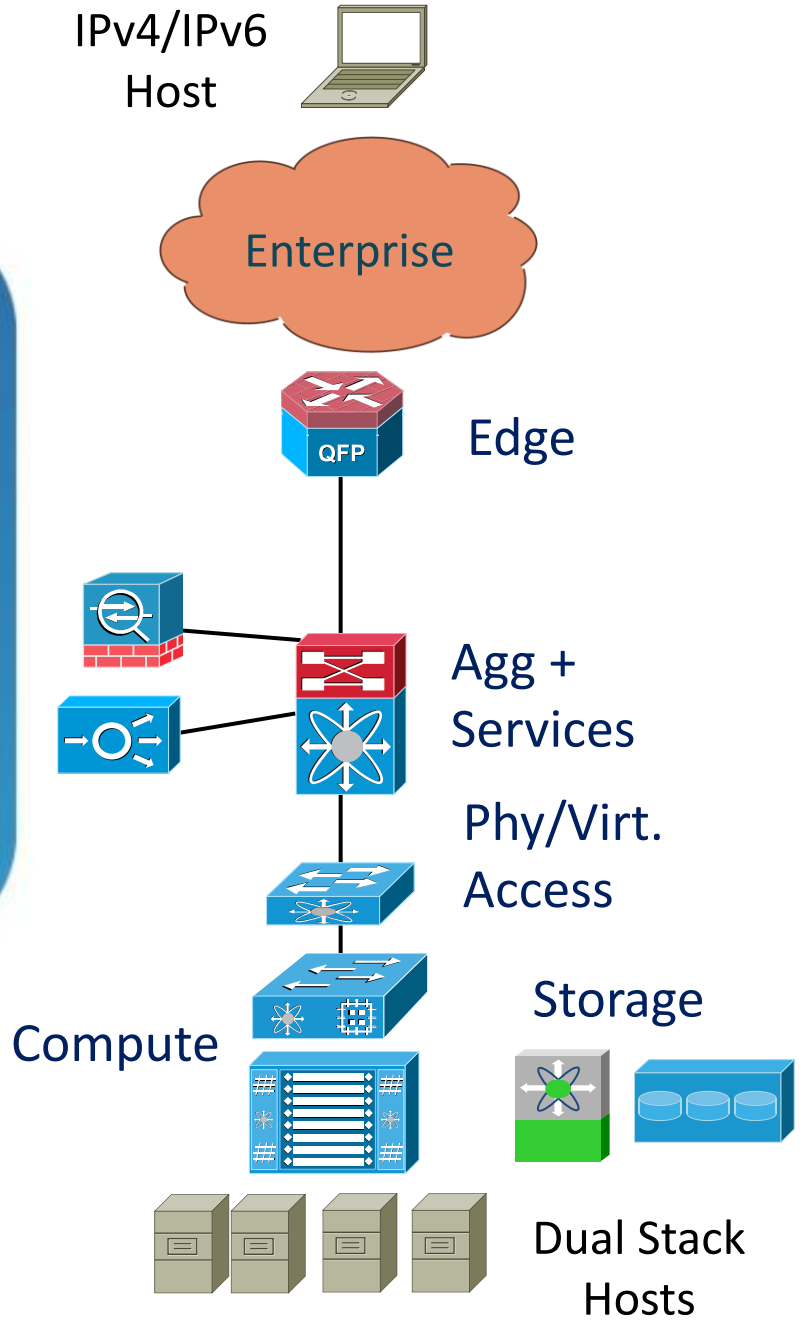 IPv4/IPv6
Host
Enterprise
QFP
Edge
Agg +
Services
Phy/Virt.
Access
Storage
Compute
Dual Stack
Hosts